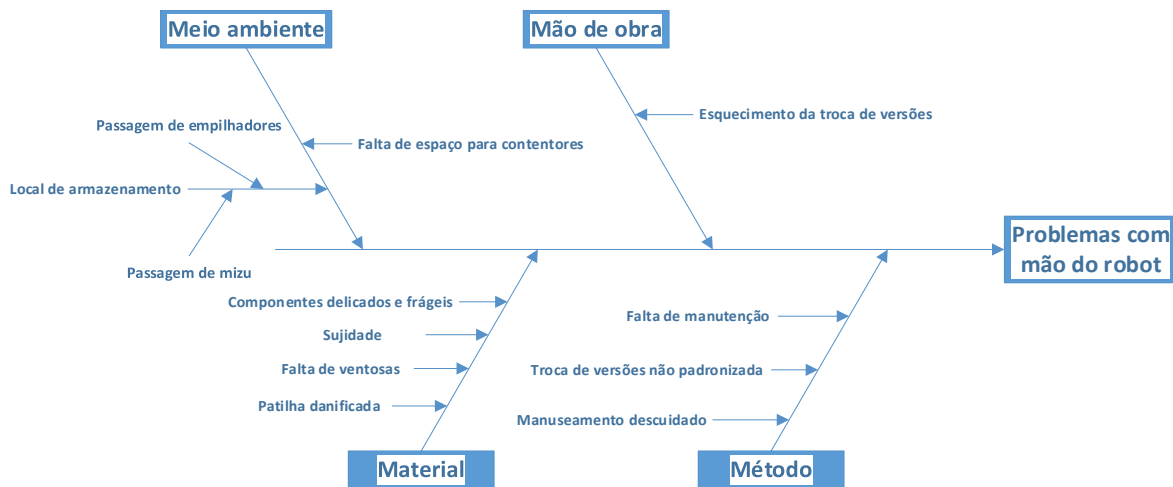 Meio ambiente
Mão de obra
Passagem de empilhadores
Esquecimento da troca de versões
Falta de espaço para contentores
Local de armazenamento
Problemas com
mão do robot
Passagem de mizu
Componentes delicados e frágeis
Falta de manutenção
Sujidade
Falta de ventosas
Troca de versões não padronizada
Patilha danificada
Manuseamento descuidado
Material
Método